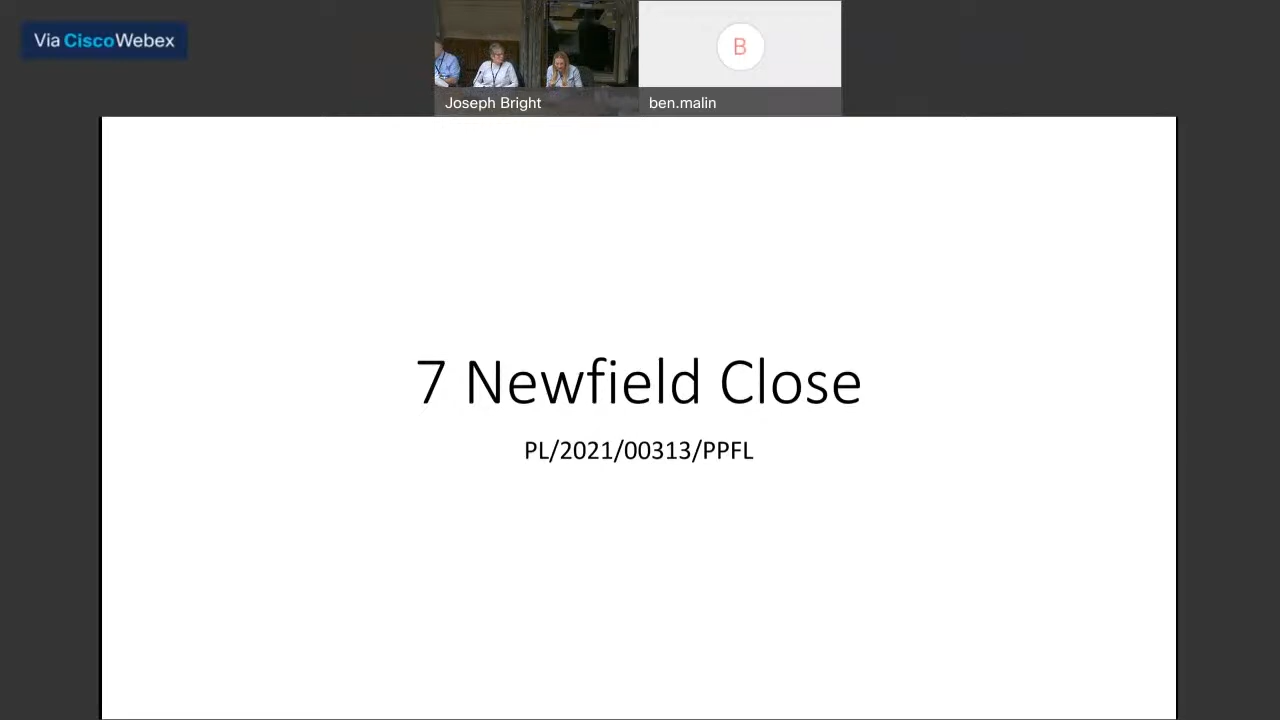 Via CiscoWebex
B
Joseph Bright
ben.malin
7 Newfield Close
PL/2021/00313/PPFL